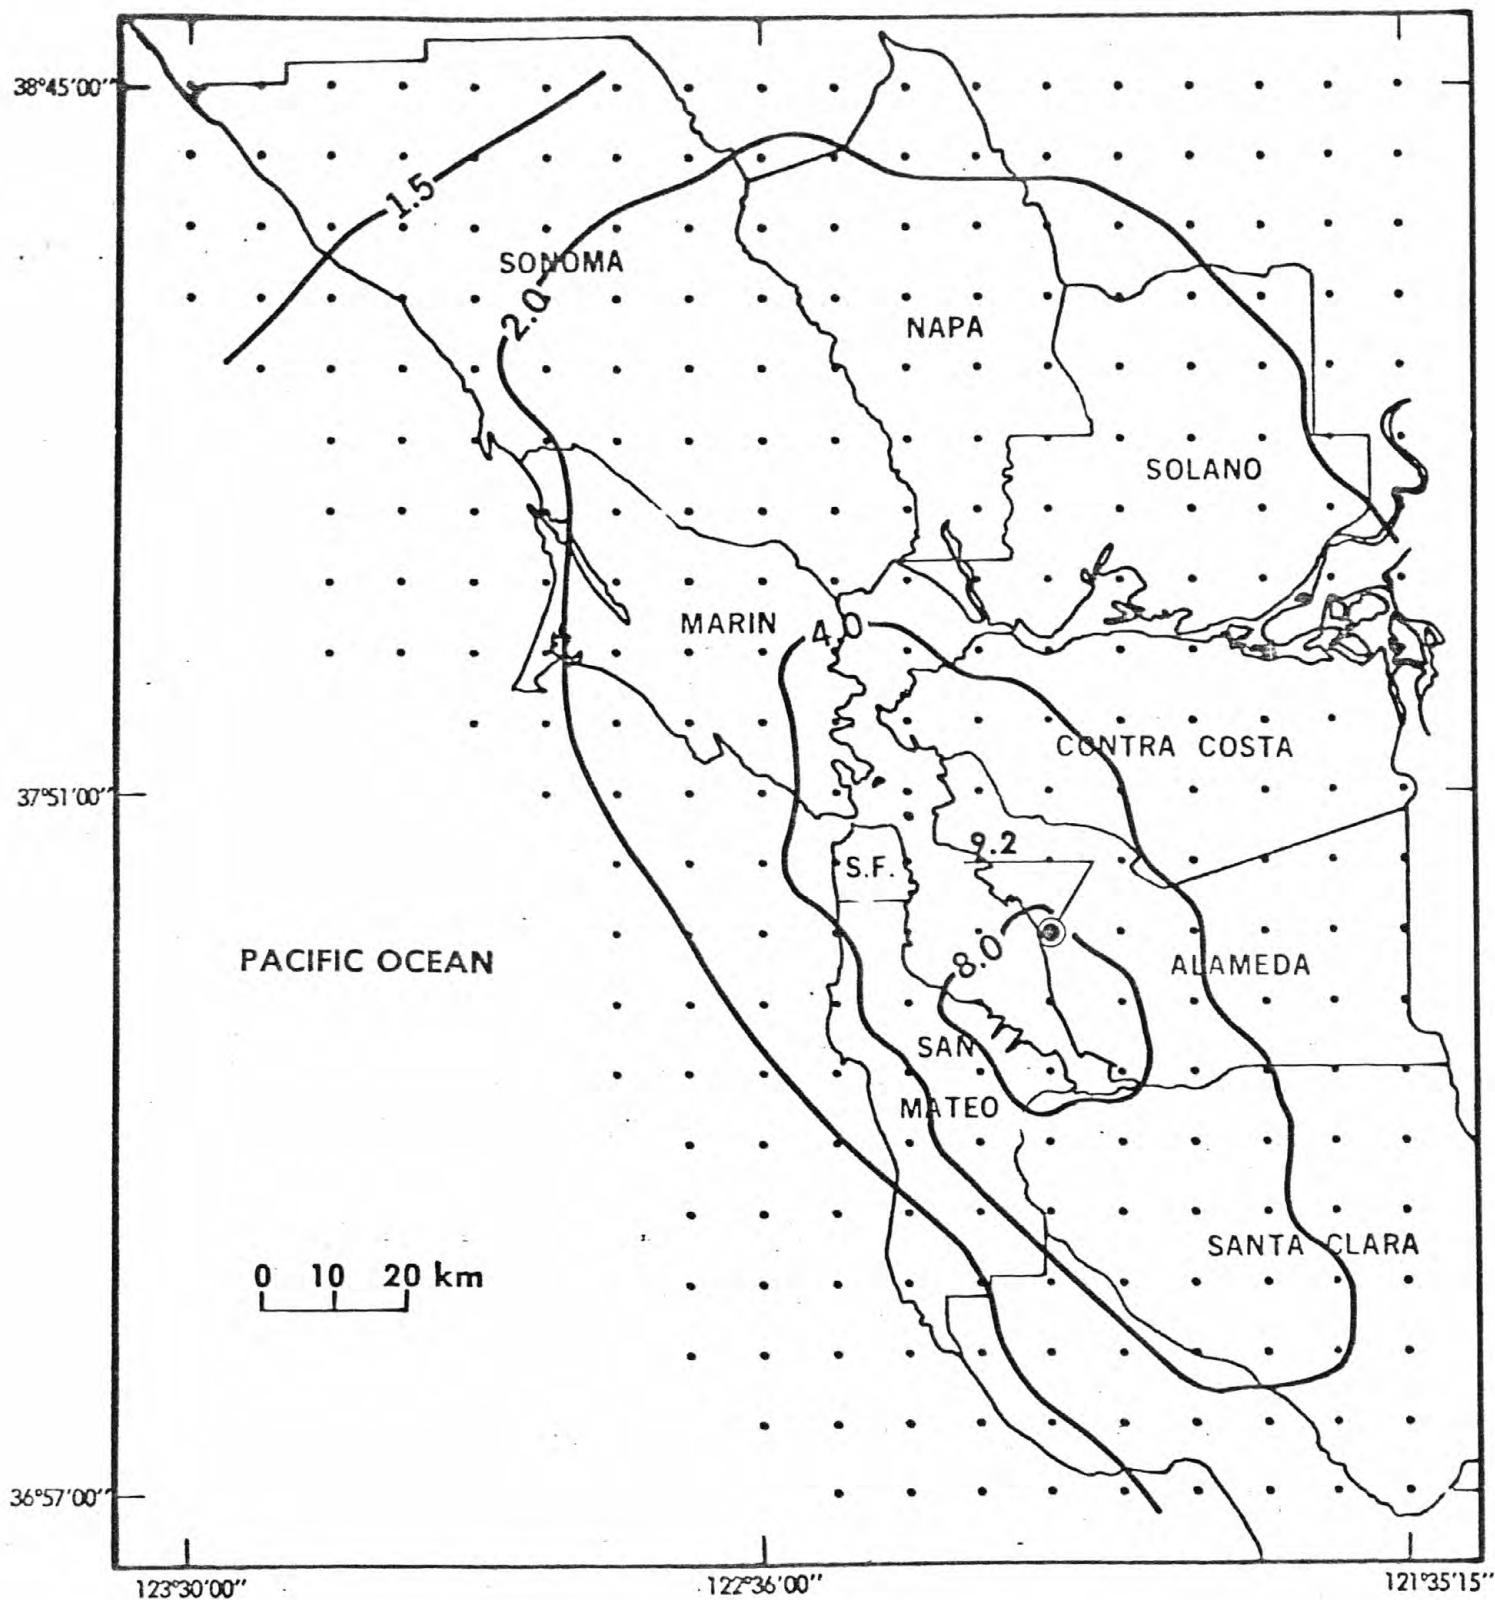 38°45'00"
1.5
SONOMA
2.0
NAPA
SOLANO
MARIN
4.0
CONTRA COSTA
37°51'00"
9.2
S.F.
8.0
PACIFIC OCEAN
ALAMEDA
SAN
MATEO
SANTA CLARA
0 10 20 km
36°57'00"
123°30'00" 122°36'00" 121°35'15"